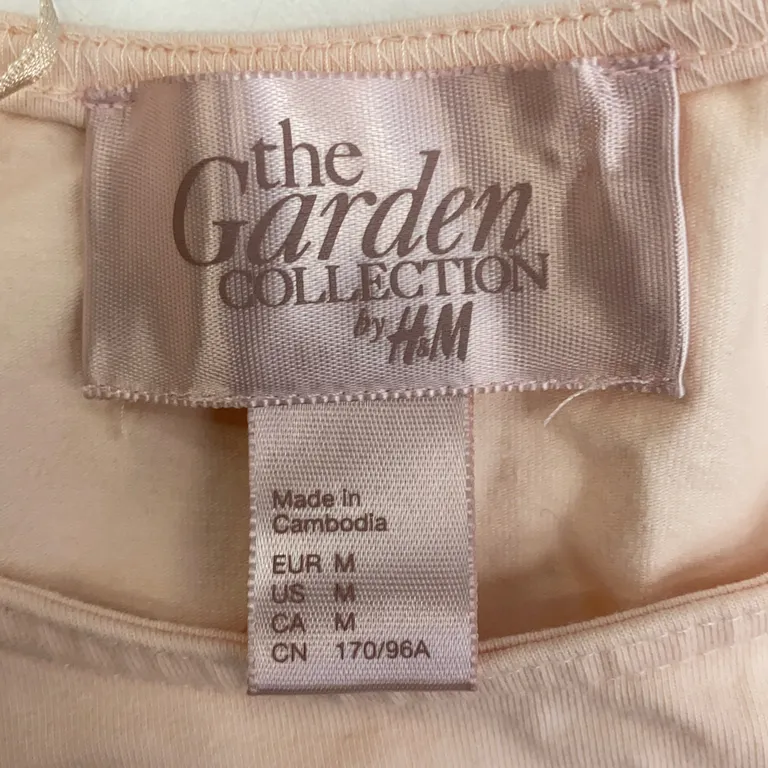 the
Garden
COLLECTION
by H&M
Made in
Cambodia
EUR M
US M
CA M
CN 170/96A